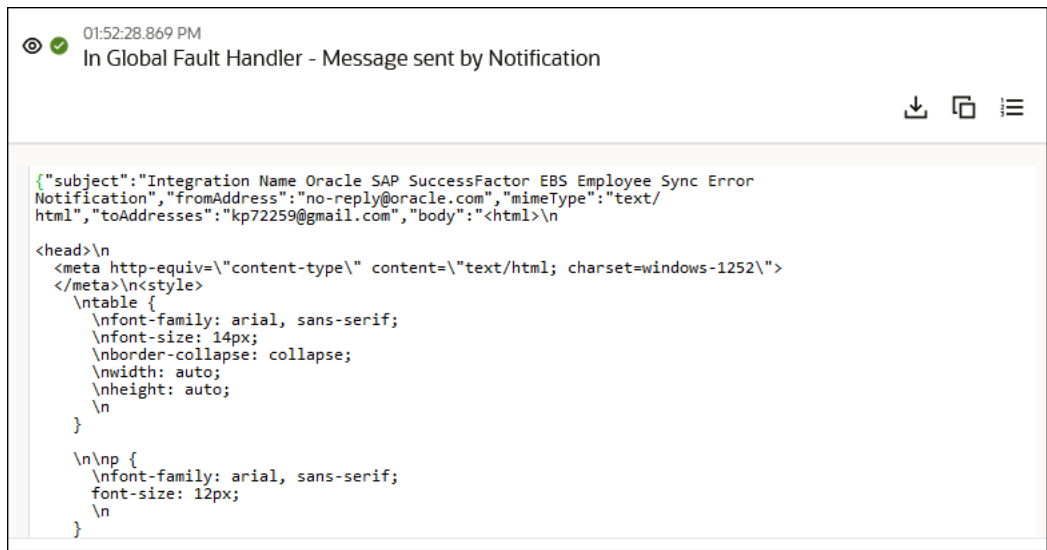 01:52:28.869 PM
In Global Fault Handler - Message sent by Notification
{"subject":"Integration Name Oracle SAP SuccessFactor EBS Employee Sync Error
Notification","fromAddress":"no-reply@oracle.com","mimeType":"text/
html","toAddresses":"kp72259@gmail.com","body":"<html>\n
<head>\n
<meta http-equiv=\"content-type\" content=\"text/html; charset=windows-1252\">
</meta>\n<style>
\ntable {
\nfont-family: arial, sans-serif;
\nfont-size: 14px;
\nborder-collapse: collapse;
\nwidth: auto;
\nheight: auto;
\n
}
\n\np {
\nfont-family: arial, sans-serif;
font-size: 12px;
\n
}